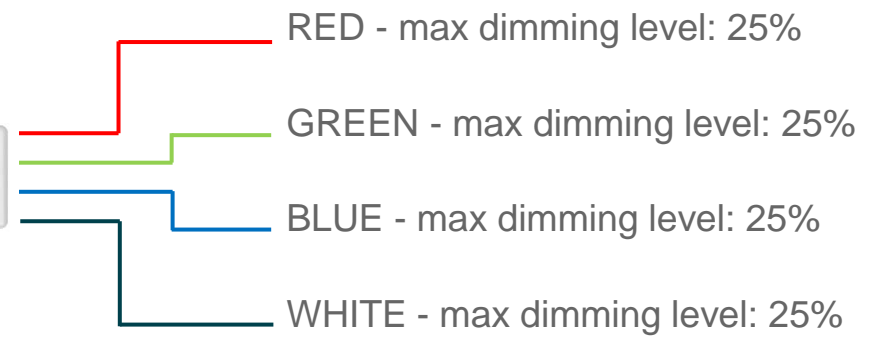 RED - max dimming level: 25%
GREEN - max dimming level: 25%
BLUE - max dimming level: 25%
WHITE - max dimming level: 25%